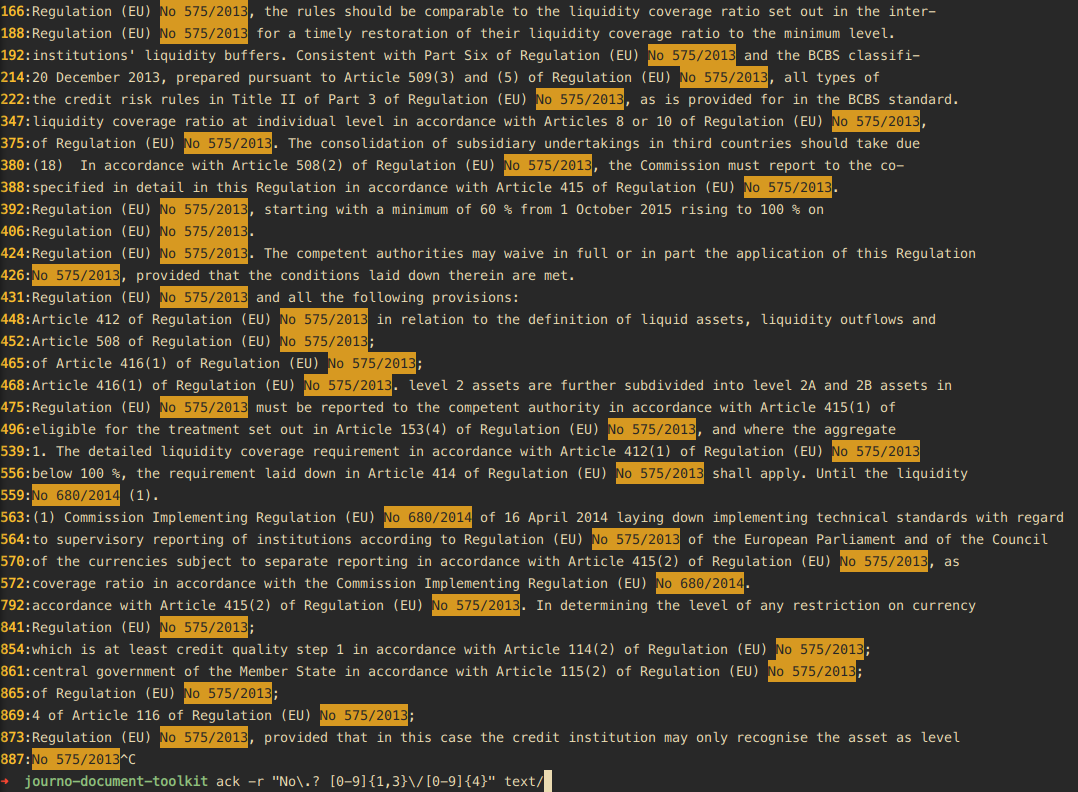 166:Regulation (EU) No 575/2013, the rules should be comparable to the liquidity coverage ratio set out in the inter–
188:Regulation (EU) No 575/2013 for a timely restoration of their liquidity coverage ratio to the minimum level.
192:institutions' liquidity buffers. Consistent with Part Six of Regulation (EU) No 575/2013 and the BCBS classifi–
214:20 December 2013, prepared pursuant to Article 509(3) and (5) of Regulation (EU) No 575/2013, all types of
222:the credit risk rules in Title II of Part 3 of Regulation (EU) No 575/2013, as is provided for in the BCBS standard.
347:liquidity coverage ratio at individual level in accordance with Articles 8 or 10 of Regulation (EU) No 575/2013,
375:of Regulation (EU) No 575/2013. The consolidation of subsidiary undertakings in third countries should take due
380:(18)  In accordance with Article 508(2) of Regulation (EU) No 575/2013, the Commission must report to the co–
388:specified in detail in this Regulation in accordance with Article 415 of Regulation (EU) No 575/2013.
392:Regulation (EU) No 575/2013, starting with a minimum of 60 % from 1 October 2015 rising to 100 % on
406:Regulation (EU) No 575/2013.
424:Regulation (EU) No 575/2013. The competent authorities may waive in full or in part the application of this Regulation
426:No 575/2013, provided that the conditions laid down therein are met.
431:Regulation (EU) No 575/2013 and all the following provisions:
448:Article 412 of Regulation (EU) No 575/2013 in relation to the definition of liquid assets, liquidity outflows and
452:Article 508 of Regulation (EU) No 575/2013;
465:of Article 416(1) of Regulation (EU) No 575/2013;
468:Article 416(1) of Regulation (EU) No 575/2013. level 2 assets are further subdivided into level 2A and 2B assets in
475:Regulation (EU) No 575/2013 must be reported to the competent authority in accordance with Article 415(1) of
496:eligible for the treatment set out in Article 153(4) of Regulation (EU) No 575/2013, and where the aggregate
539:1. The detailed liquidity coverage requirement in accordance with Article 412(1) of Regulation (EU) No 575/2013
556:below 100 %, the requirement laid down in Article 414 of Regulation (EU) No 575/2013 shall apply. Until the liquidity
559:No 680/2014 (1).
563:(1) Commission Implementing Regulation (EU) No 680/2014 of 16 April 2014 laying down implementing technical standards with regard
564:to supervisory reporting of institutions according to Regulation (EU) No 575/2013 of the European Parliament and of the Council
570:of the currencies subject to separate reporting in accordance with Article 415(2) of Regulation (EU) No 575/2013, as
572:coverage ratio in accordance with the Commission Implementing Regulation (EU) No 680/2014.
792:accordance with Article 415(2) of Regulation (EU) No 575/2013. In determining the level of any restriction on currency
841:Regulation (EU) No 575/2013;
854:which is at least credit quality step 1 in accordance with Article 114(2) of Regulation (EU) No 575/2013;
861:central government of the Member State in accordance with Article 115(2) of Regulation (EU) No 575/2013;
865:of Regulation (EU) No 575/2013;
869:4 of Article 116 of Regulation (EU) No 575/2013;
873:Regulation (EU) No 575/2013, provided that in this case the credit institution may only recognise the asset as level
887:No 575/2013^C
→  journo-document-toolkit ack –r "No\.? [0–9]{1,3}\/[0–9]{4}" text/